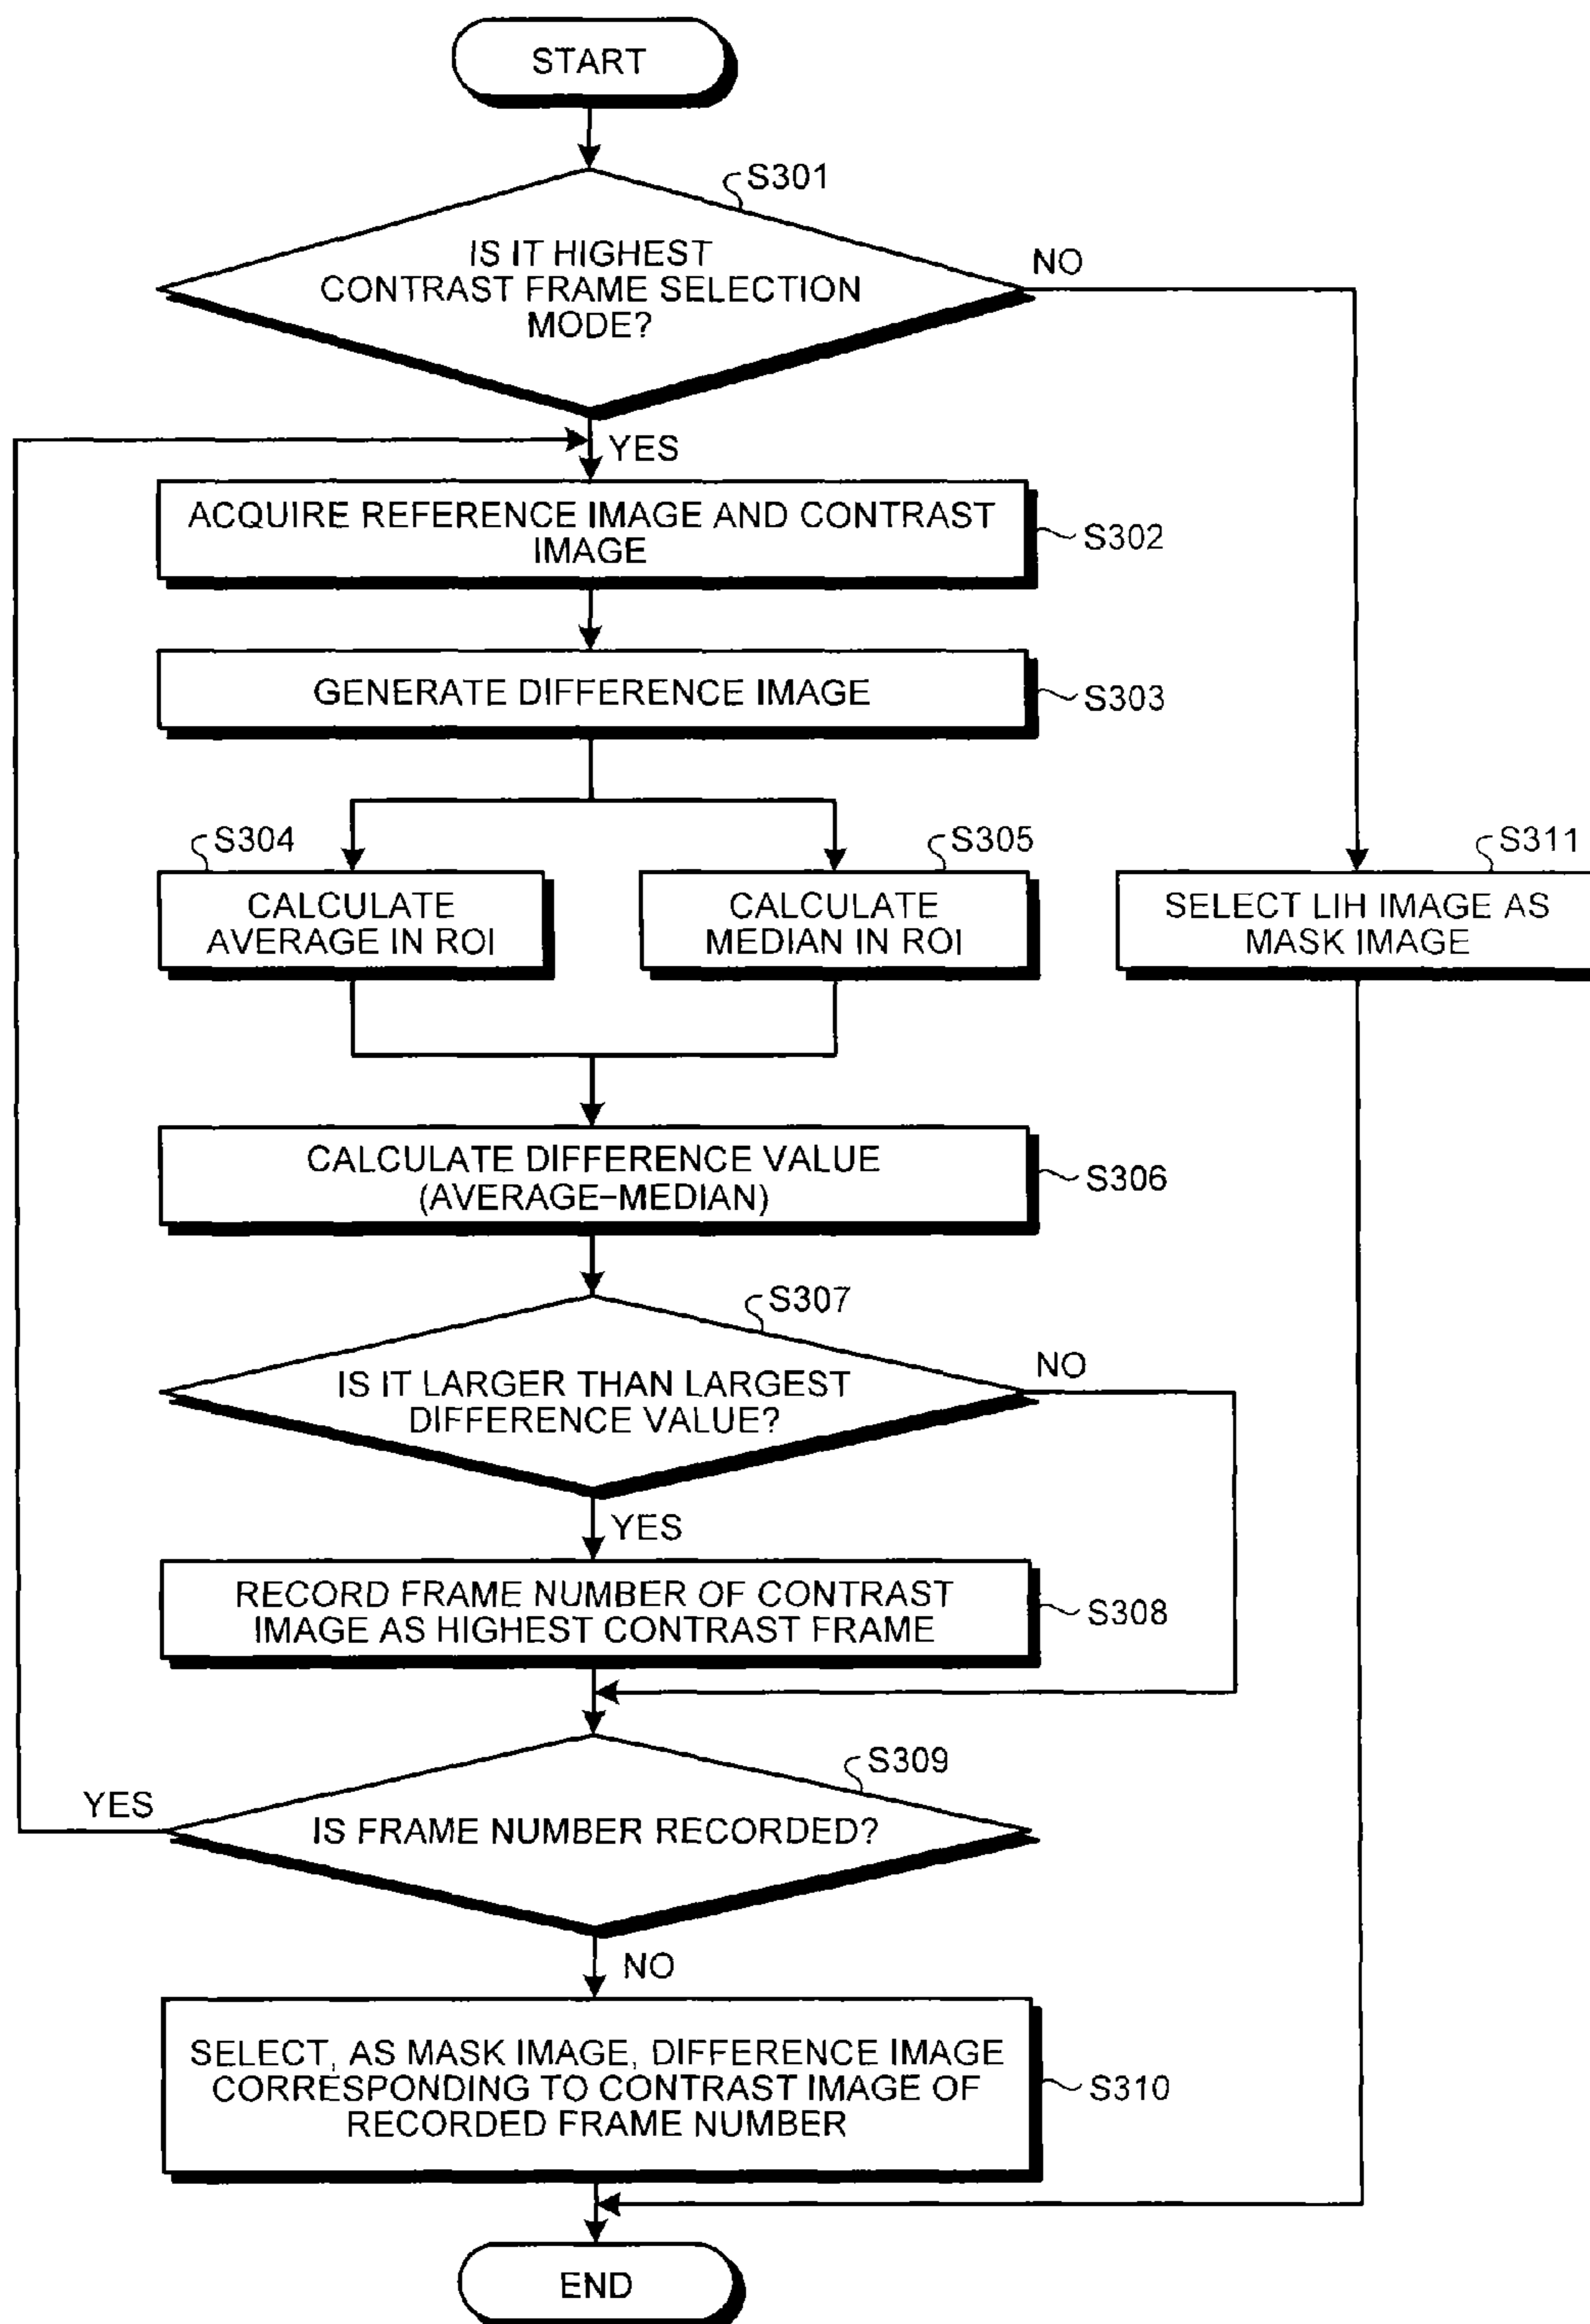 START
S301
IS IT HIGHEST
CONTRAST FRAME SELECTION
MODE?
NO
YES
ACQUIRE REFERENCE IMAGE AND CONTRAST
IMAGE
S302
GENERATE DIFFERENCE IMAGE
S303
S304
CALCULATE
AVERAGE IN ROI
S305
CALCULATE
MEDIAN IN ROI
S311
SELECT LIH IMAGE AS
MASK IMAGE
CALCULATE DIFFERENCE VALUE
(AVERAGE−MEDIAN)
S306
S307
IS IT LARGER THAN LARGEST
DIFFERENCE VALUE?
NO
YES
RECORD FRAME NUMBER OF CONTRAST
IMAGE AS HIGHEST CONTRAST FRAME
S308
S309
YES
IS FRAME NUMBER RECORDED?
NO
SELECT, AS MASK IMAGE, DIFFERENCE IMAGE
CORRESPONDING TO CONTRAST IMAGE OF
RECORDED FRAME NUMBER
S310
END